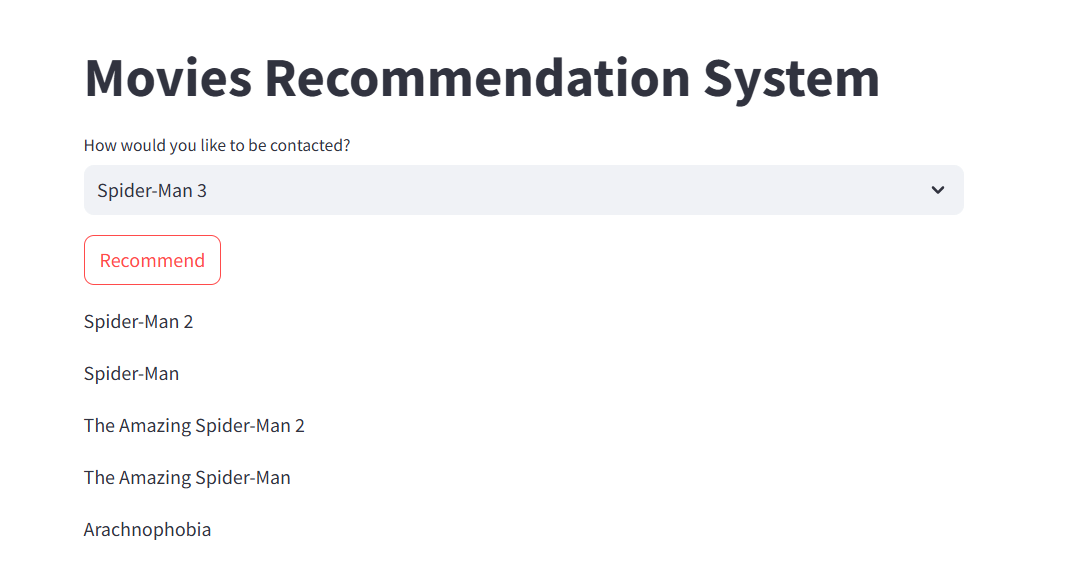 Movies Recommendation System
How would you like to be contacted?
Spider-Man 3
Recommend
Spider-Man 2
Spider-Man
The Amazing Spider-Man 2
The Amazing Spider-Man
Arachnophobia